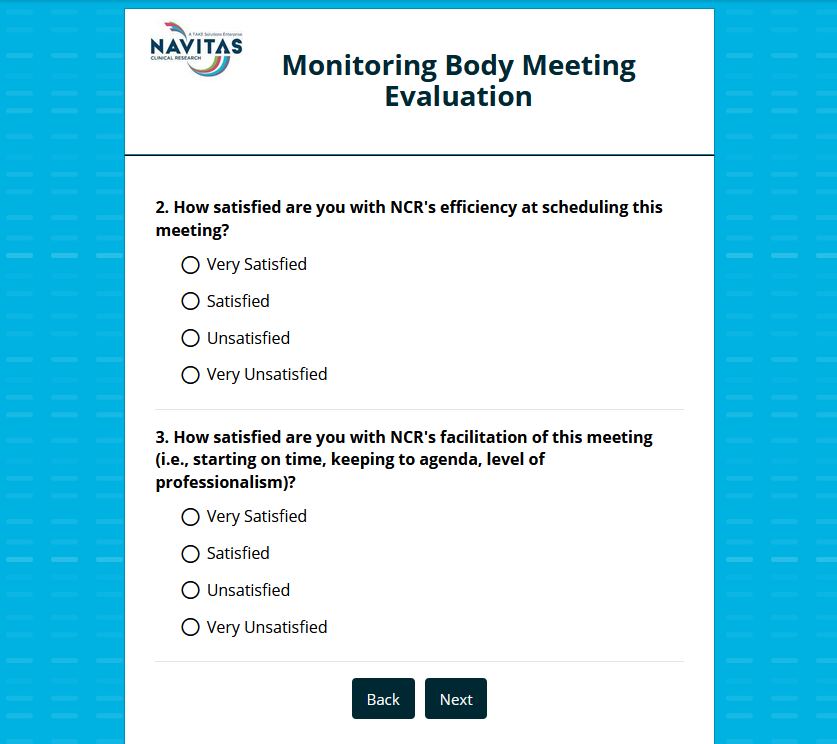 A TAKE Solutions Enterprise
NAVITAS
CLINICAL RESEARCH
Monitoring Body Meeting
Evaluation
2. How satisfied are you with NCR's efficiency at scheduling this
meeting?
Very Satisfied
Satisfied
Unsatisfied
Very Unsatisfied
3. How satisfied are you with NCR's facilitation of this meeting
(i.e., starting on time, keeping to agenda, level of
professionalism)?
Very Satisfied
Satisfied
Unsatisfied
Very Unsatisfied
Back
Next